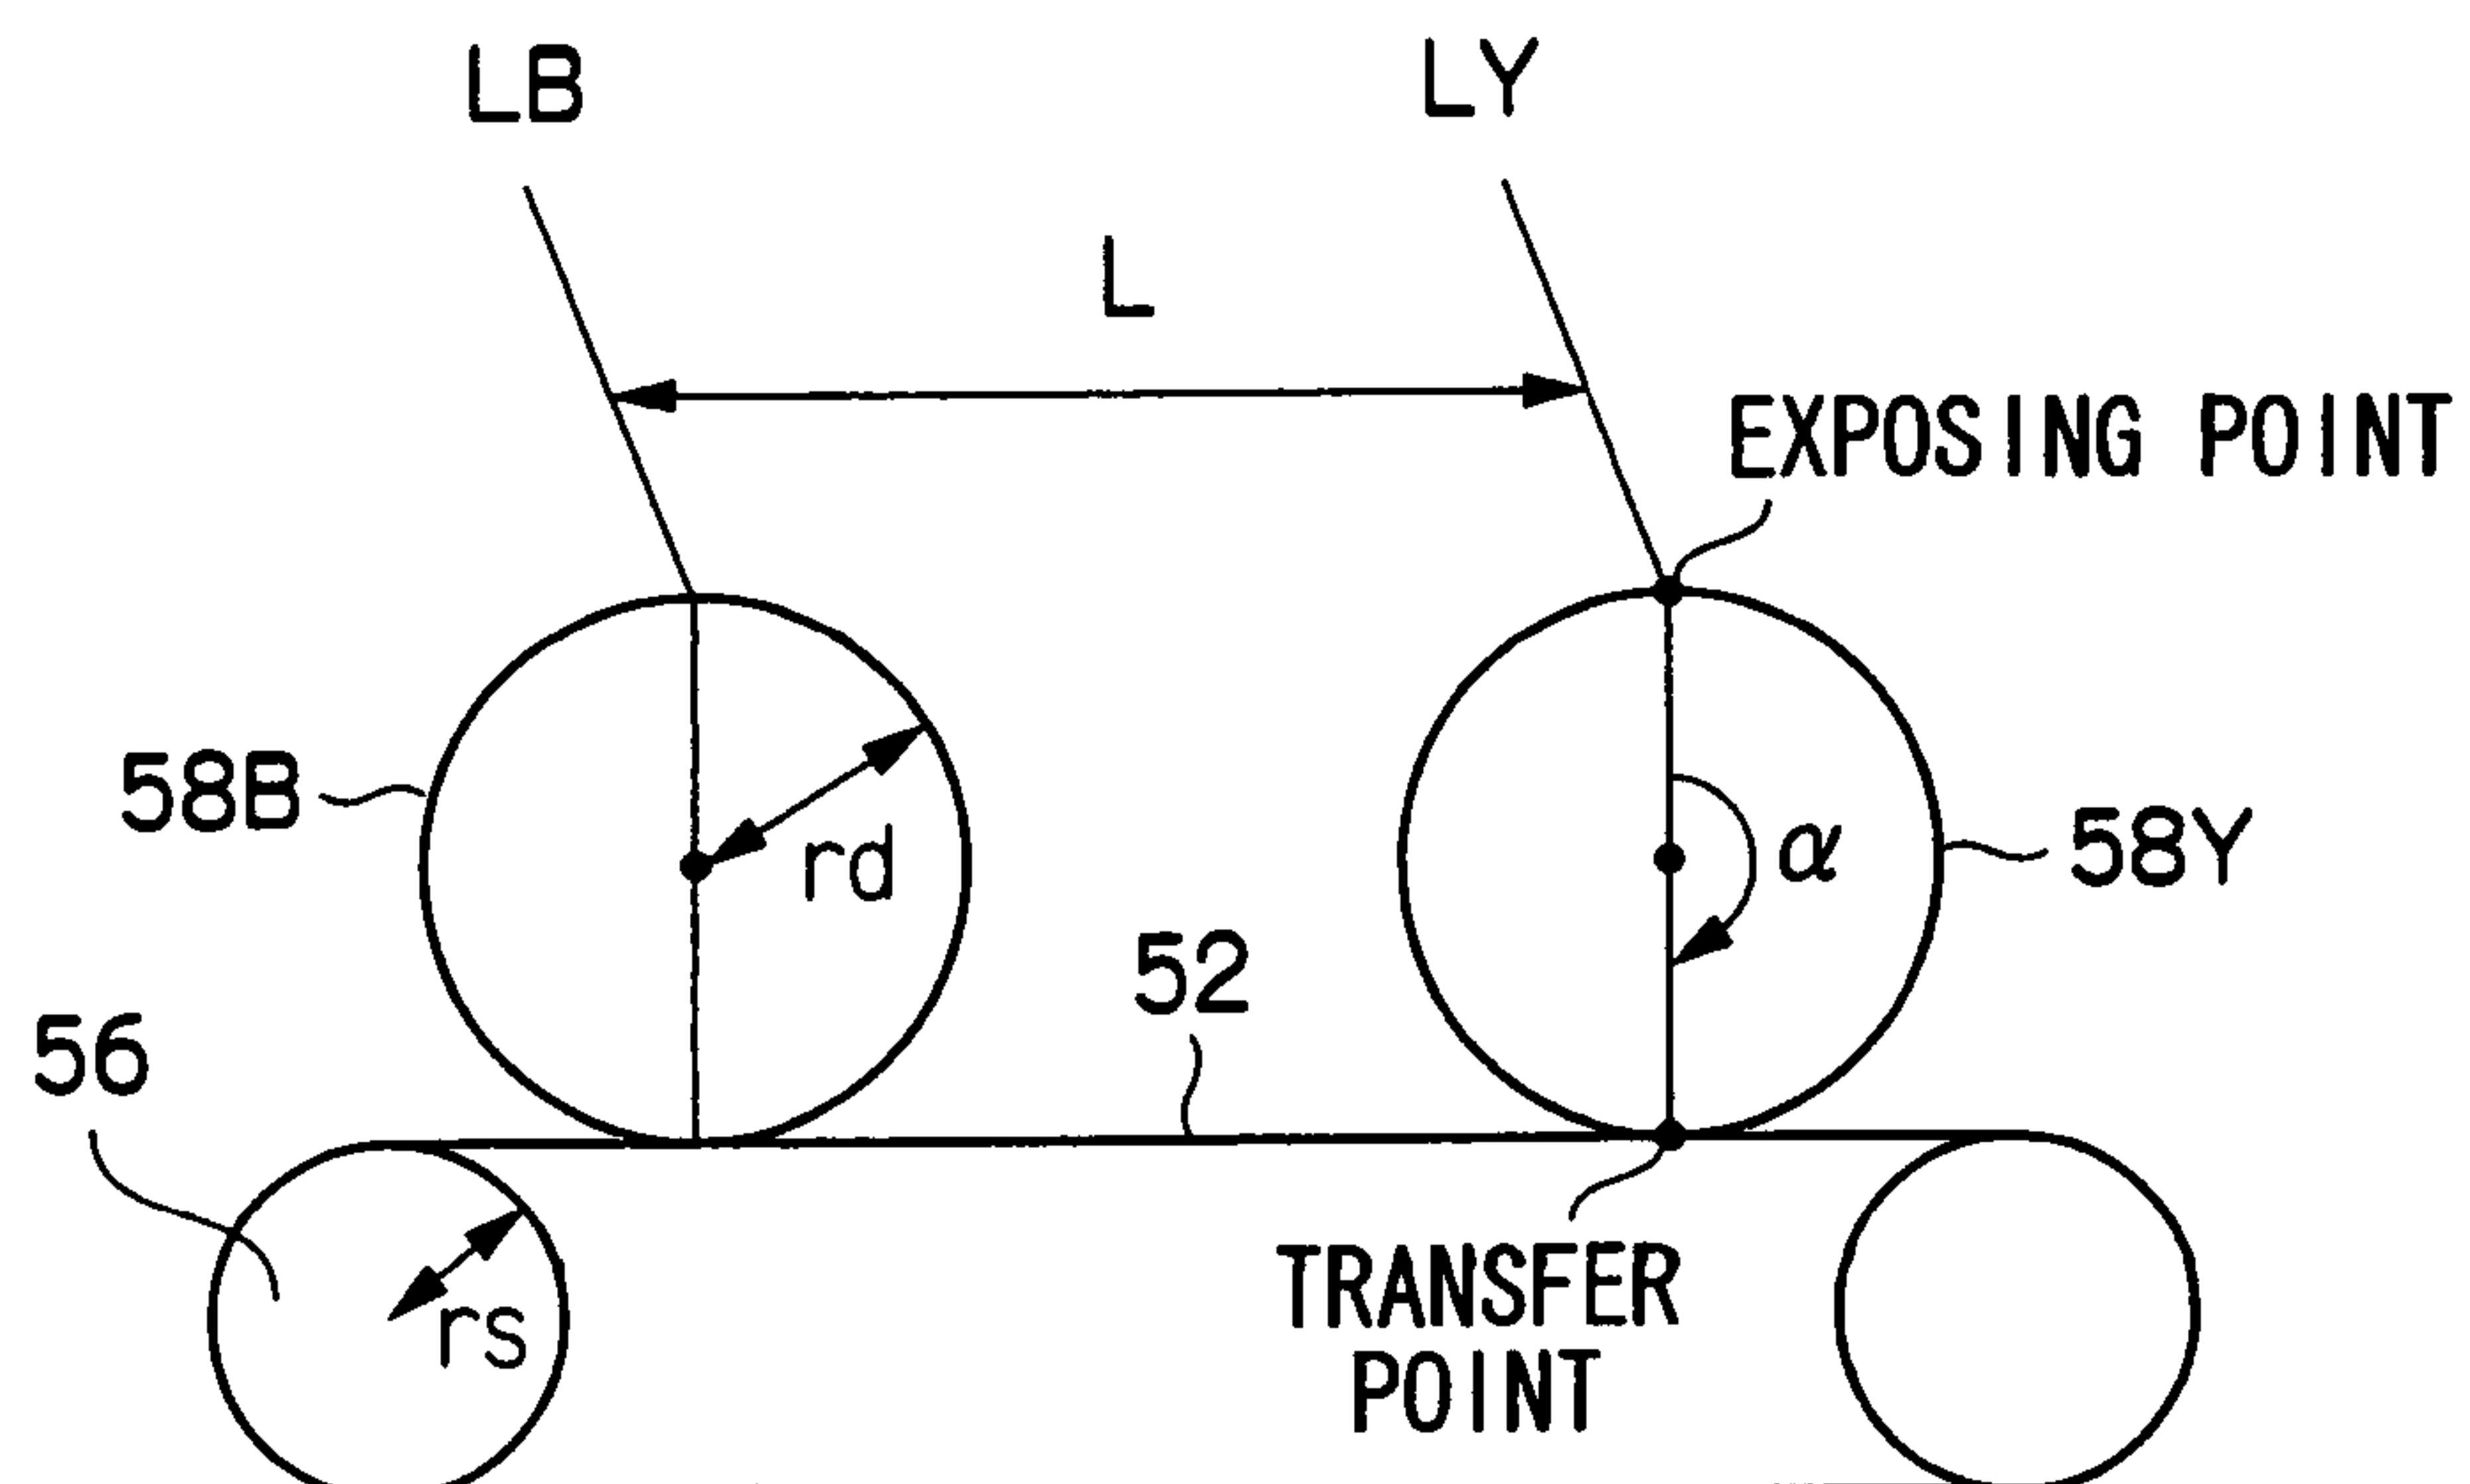 LB
LY
L
EXPOSING POINT
58B
rd
α
58Y
52
56
rs
TRANSFER
POINT